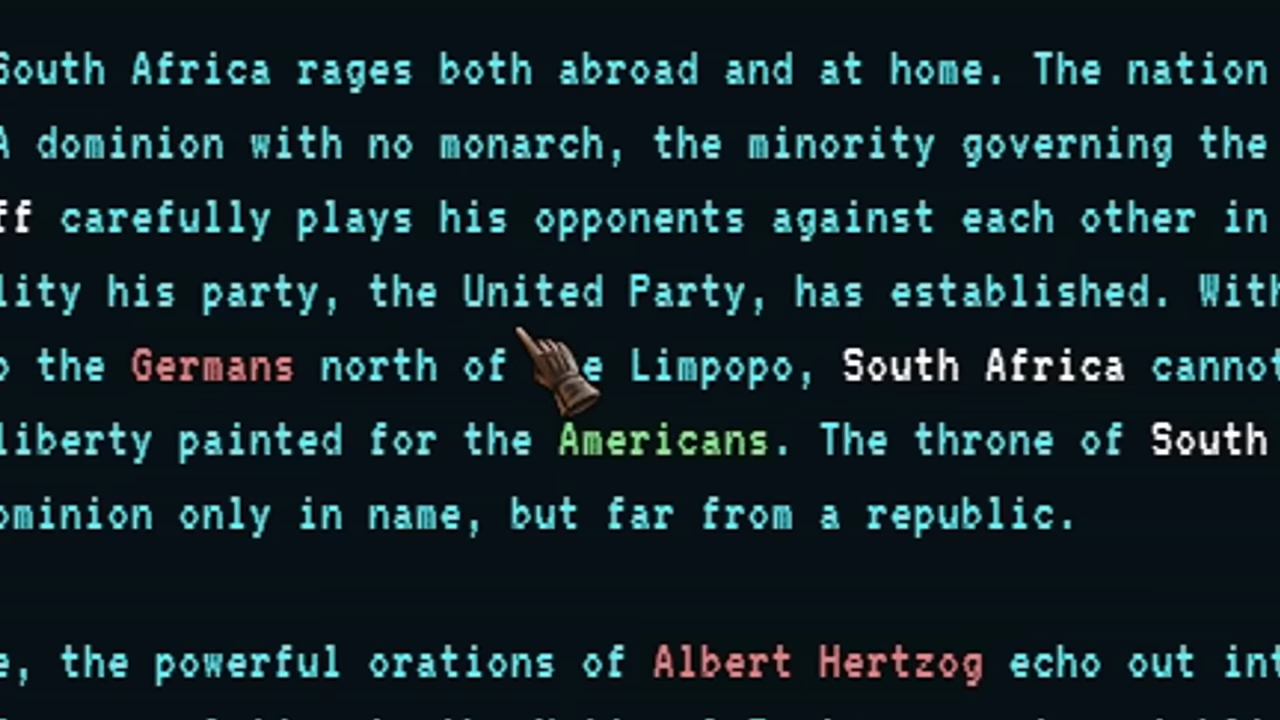 South Africa rages both abroad and at home. The nation
A dominion with no monarch, the minority governing the
ff carefully plays his opponents against each other in
lity his party, the United Party, has established. With
the Germans north of e Limpopo, South Africa cannot
liberty painted for the Americans. The throne of South
ominion only in name, but far from a republic.
e, the powerful orations of Albert Hertzog echo out int